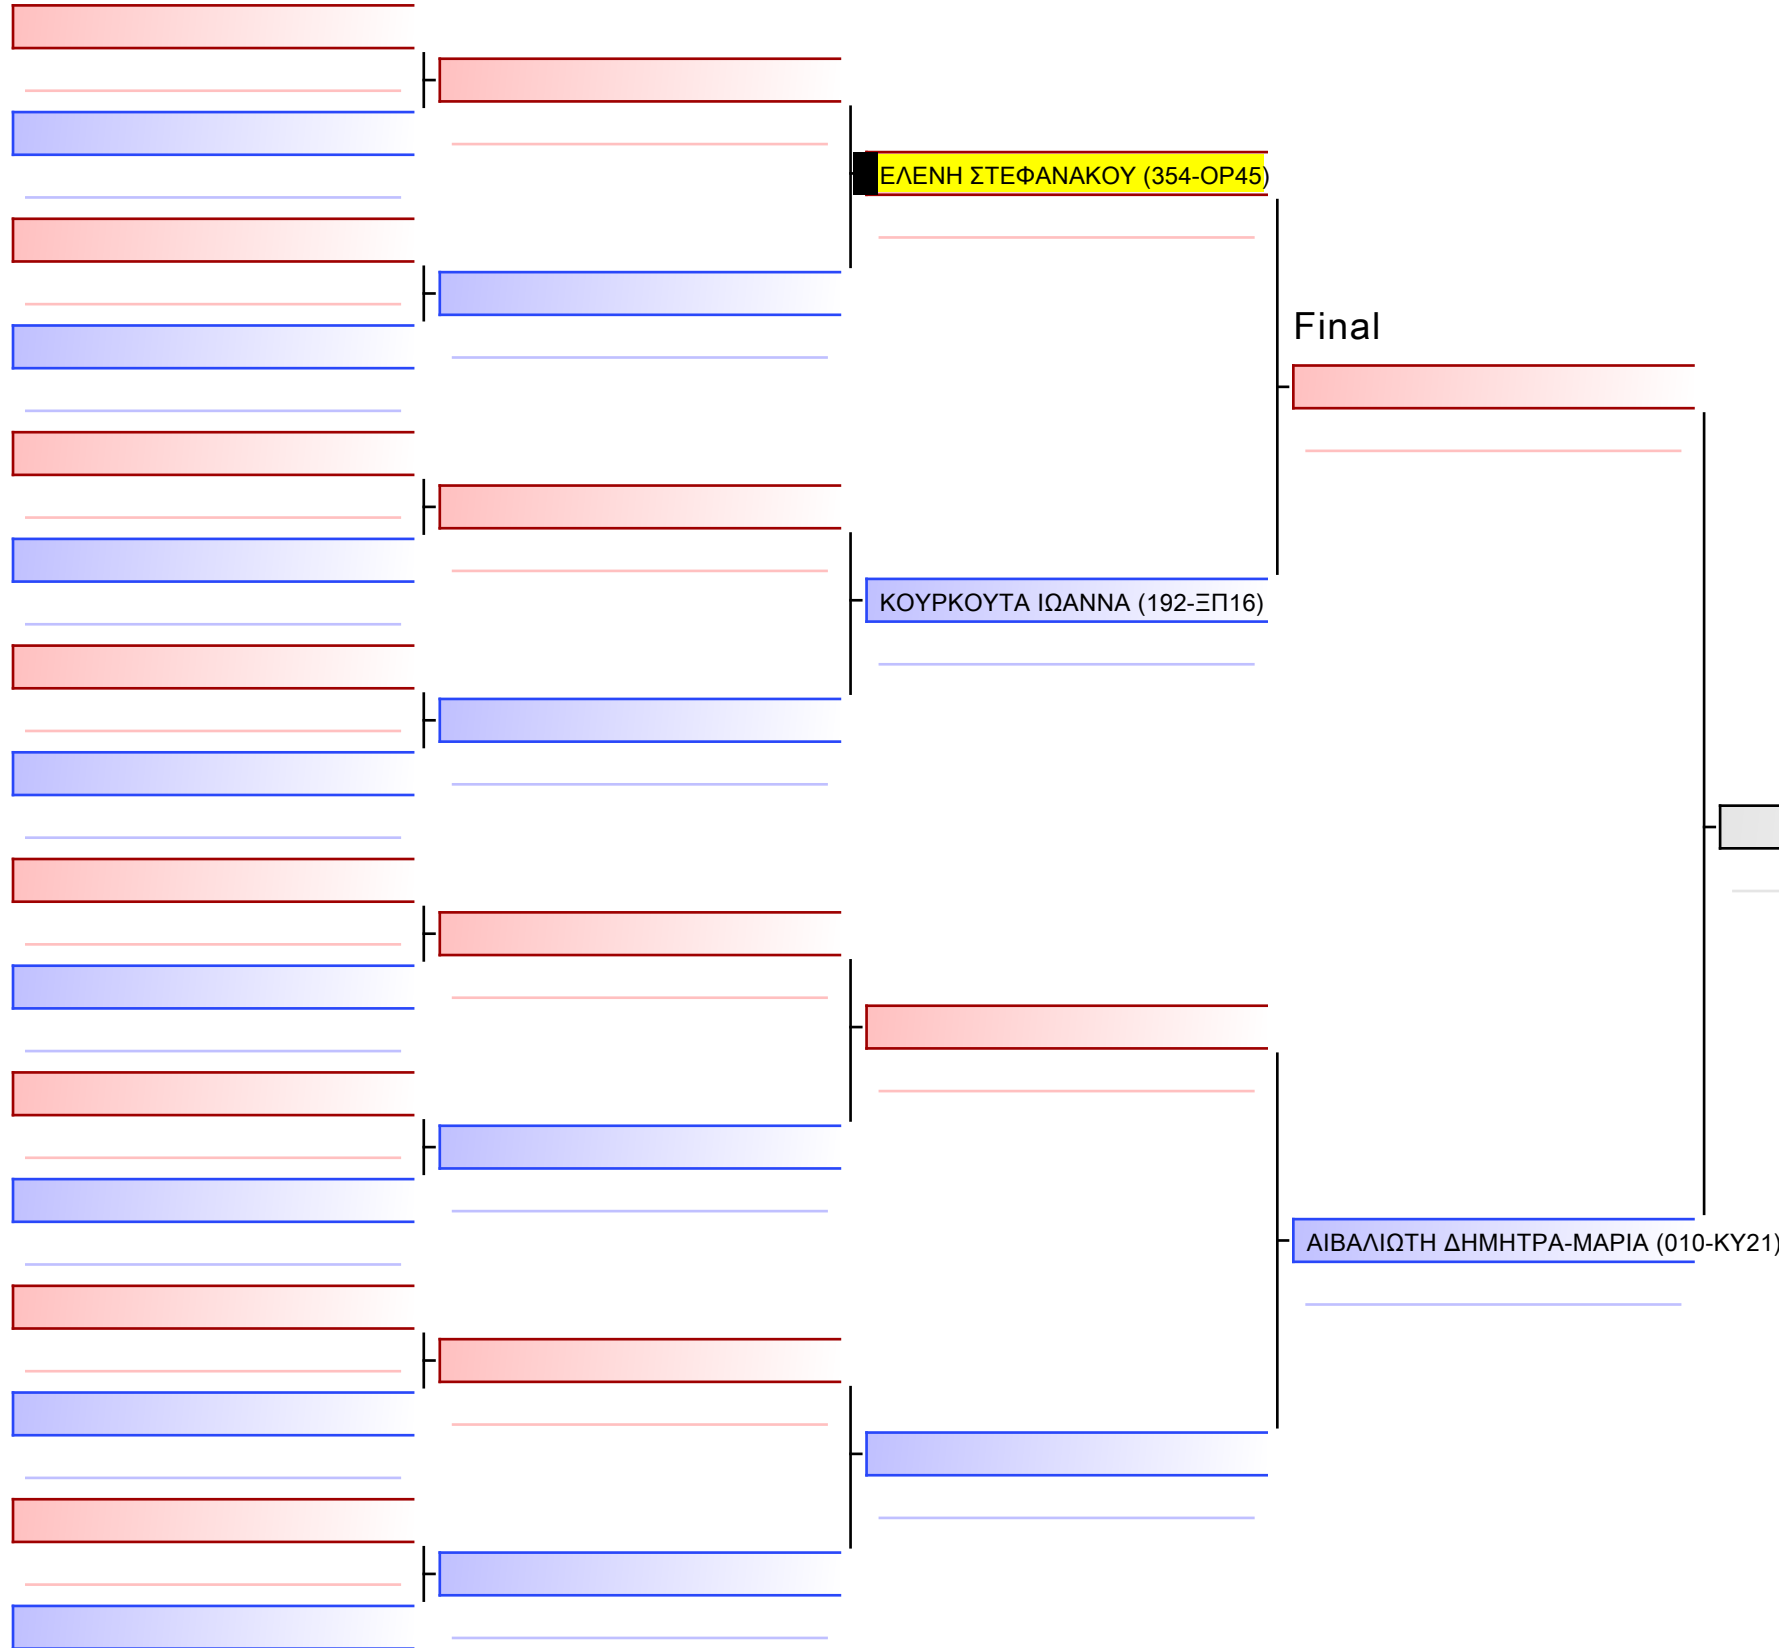 ΕΛΕΝΗ ΣΤΕΦΑΝΑΚΟΥ (354-ΟΡ45)
Final
ΚΟΥΡΚΟΥΤΑ ΙΩΑΝΝΑ (192-ΞΠ16)
ΑΙΒΑΛΙΩΤΗ ΔΗΜΗΤΡΑ-ΜΑΡΙΑ (010-ΚΥ21)